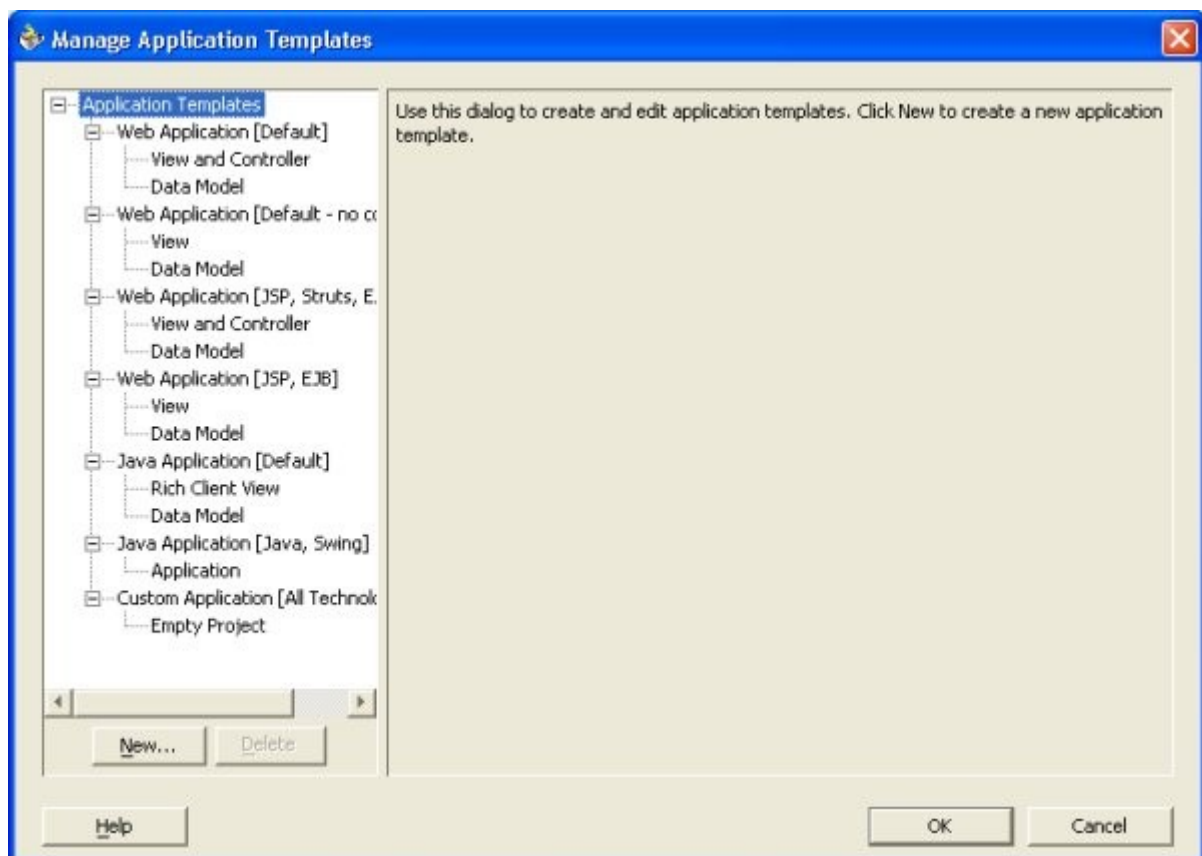 Manage Application Templates
Application Templates
Web Application [Default]
View and Controller
Data Model
Web Application [Default - no co
View
Data Model
Web Application [JSP, Struts, E
View and Controller
Data Model
Web Application [JSP, EJB]
View
Data Model
Java Application [Default]
Rich Client View
Data Model
Java Application [Java, Swing]
Application
Custom Application [All Technol
Empty Project
New...
Delete
Use this dialog to create and edit application templates. Click New to create a new application
template.
Help
OK
Cancel